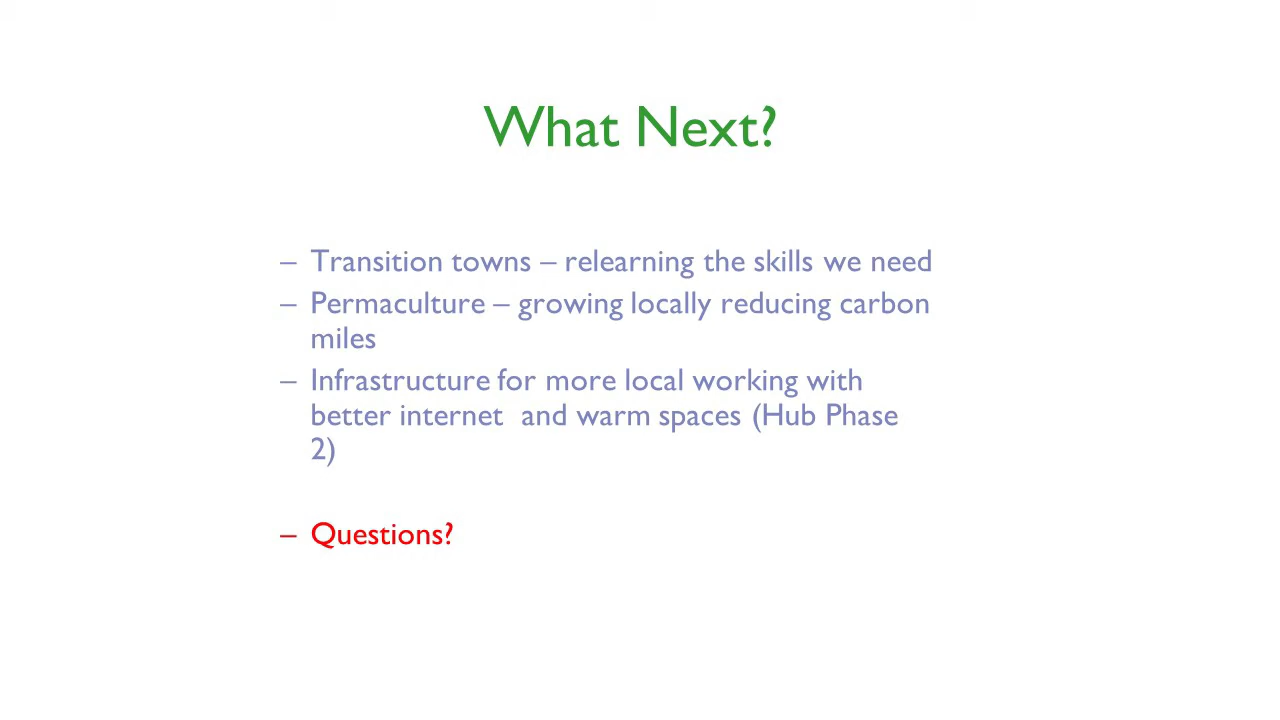 What Next?
– Transition towns – relearning the skills we need
– Permaculture – growing locally reducing carbon
miles
– Infrastructure for more local working with
better internet  and warm spaces (Hub Phase
2)
– Questions?